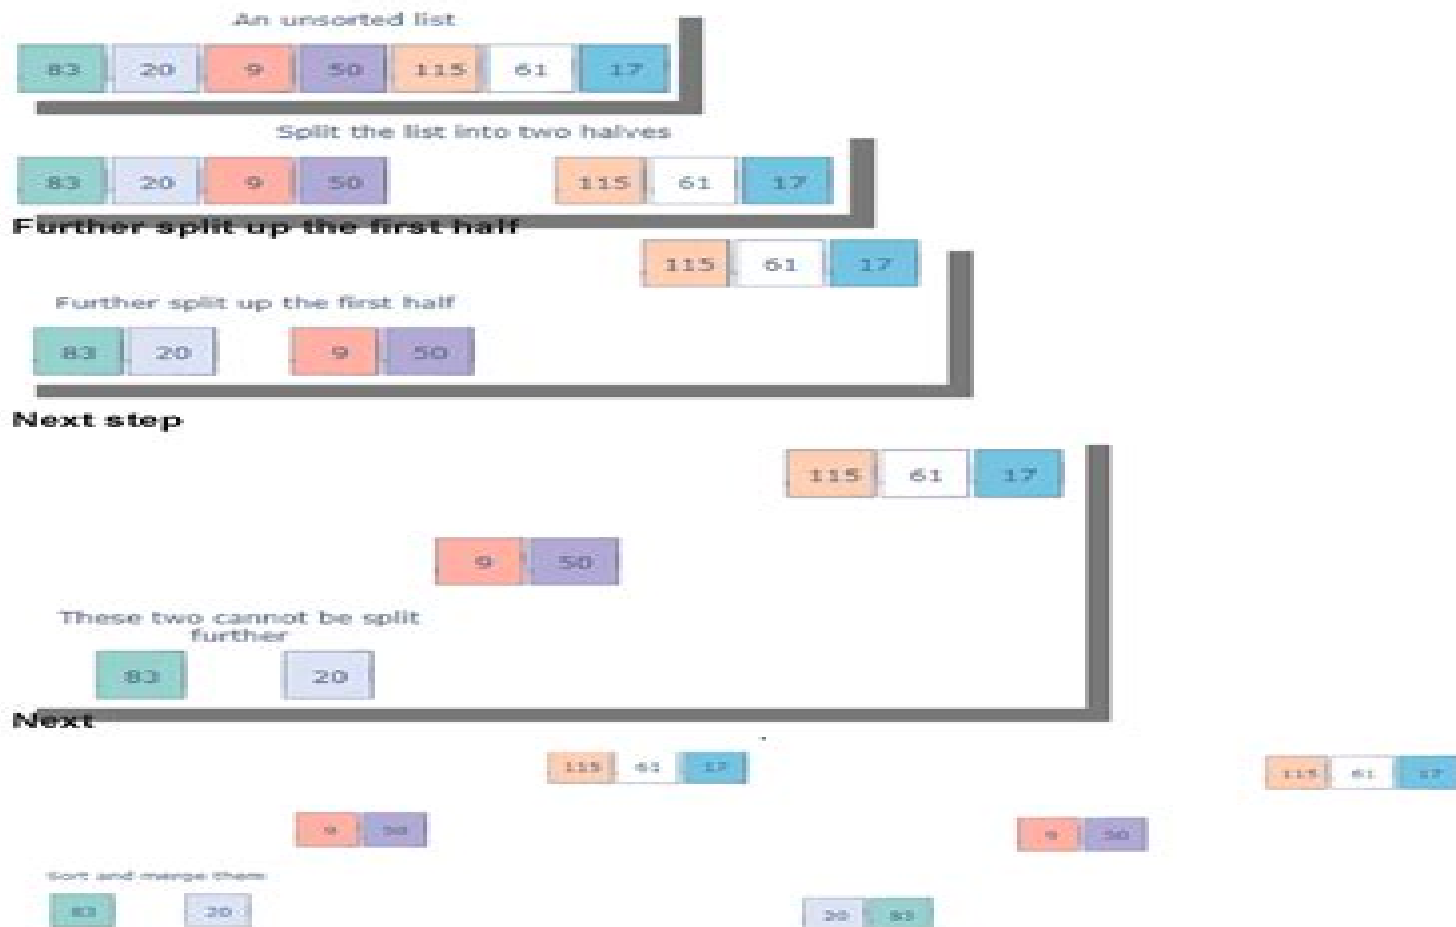 An unsorted list
83 20 9 50 115 61 17
Split the list into two halves
83 20 9 50 115 61 17
Further split up the first half
115 61 17
Further split up the first half
83 20 9 50
Next step
115 61 17
9 50
These two cannot be split
further
83 20
Next
115 61 17 115 61 17
9 50 9 50
Sort and merge them
83 20 20 83